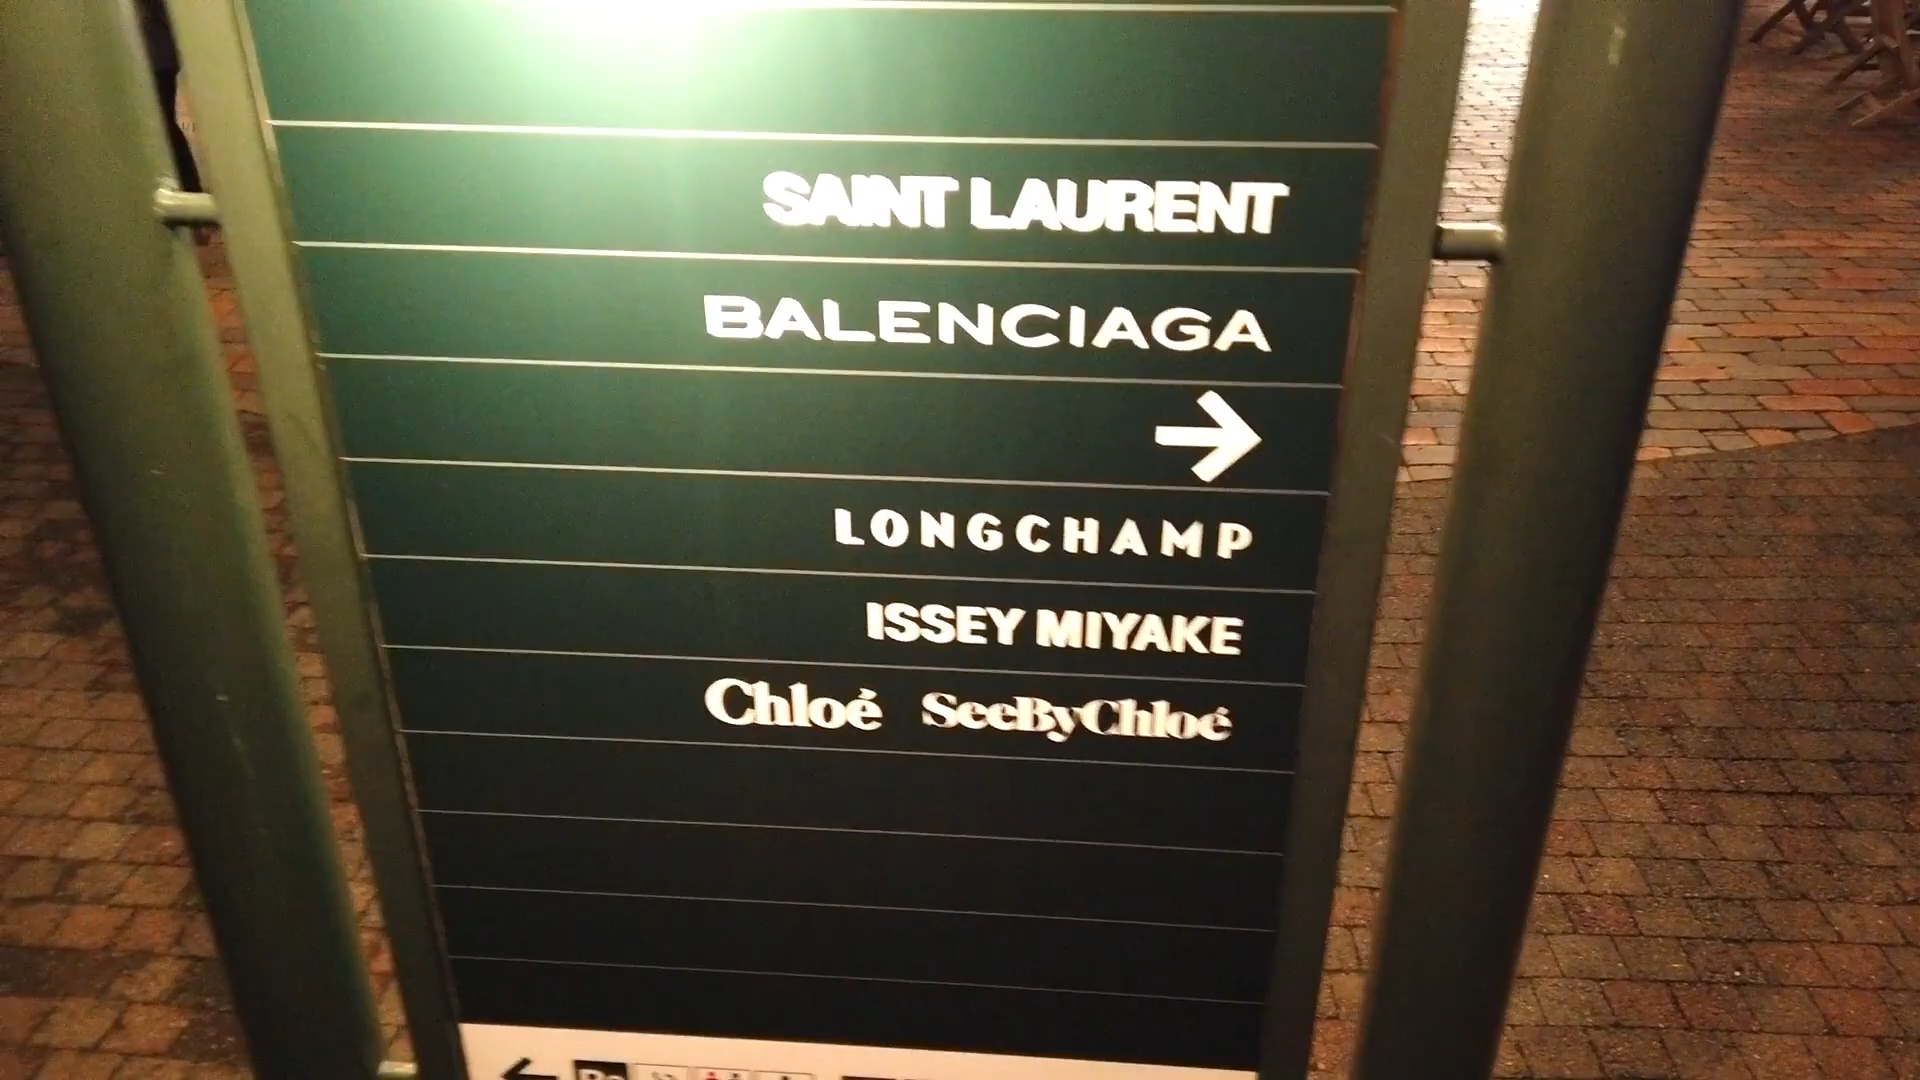 SAINT LAURENT
BALENCIAGA
→
LONGCHAMP
ISSEY MIYAKE
Chloé SeeByChloé